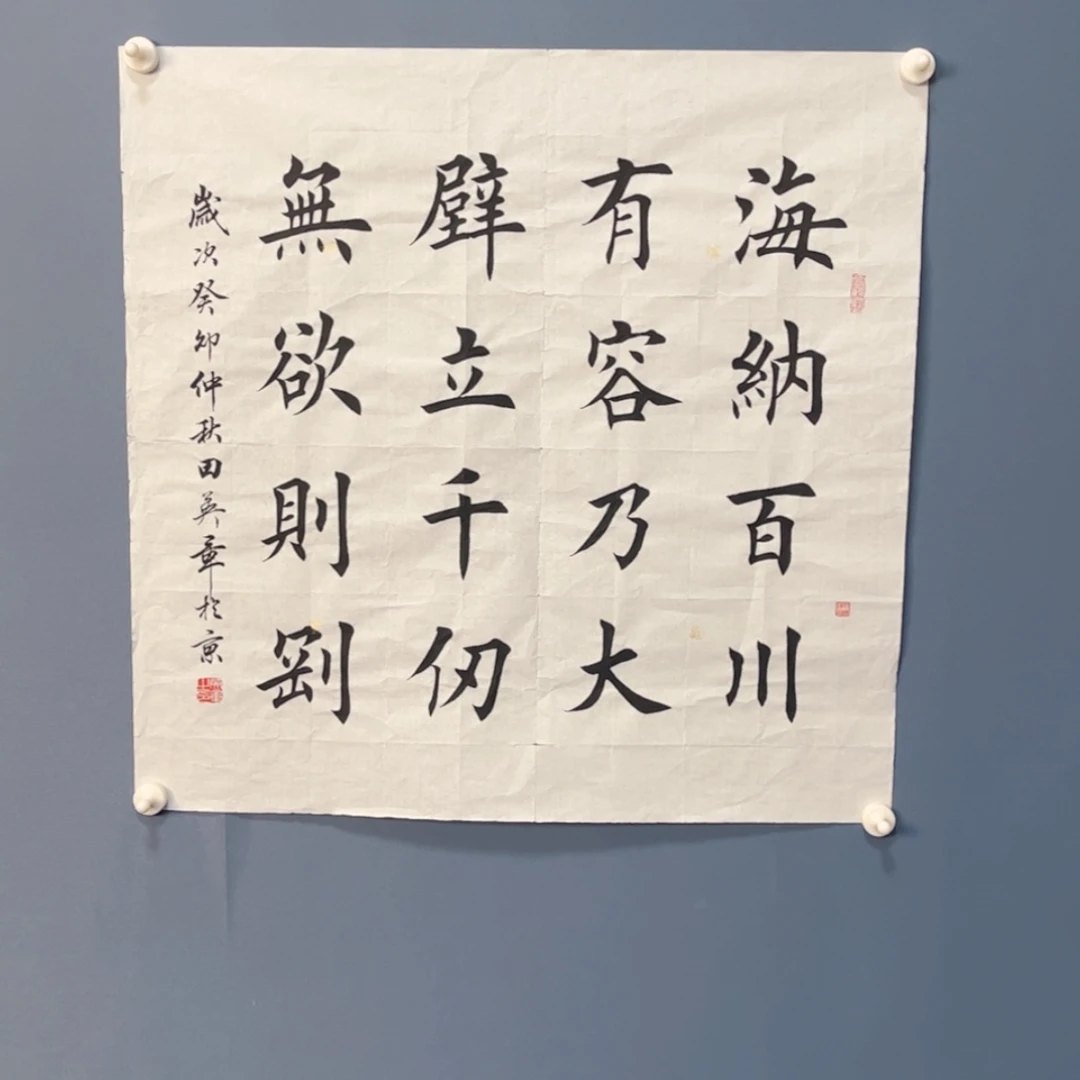 海納百川
有容乃大
壁立千仞
無欲則剛
歲次癸卯仲秋田英章於京